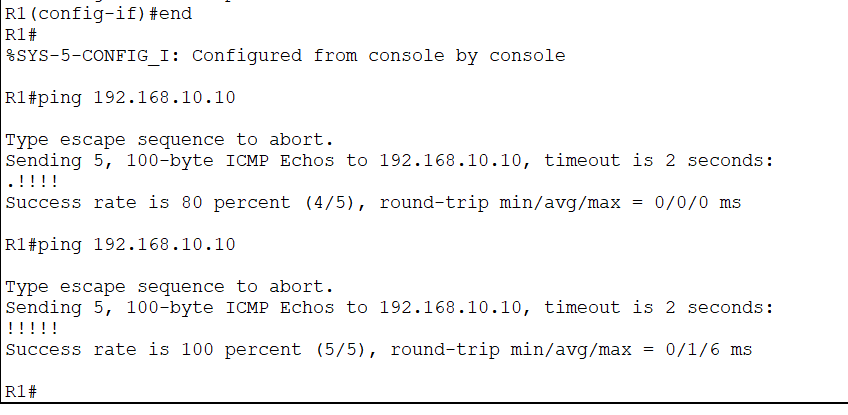 R1(config-if)#end
R1#
%SYS-5-CONFIG_I: Configured from console by console
R1#ping 192.168.10.10
Type escape sequence to abort.
Sending 5, 100-byte ICMP Echos to 192.168.10.10, timeout is 2 seconds:
.!!!!
Success rate is 80 percent (4/5), round-trip min/avg/max = 0/0/0 ms
R1#ping 192.168.10.10
Type escape sequence to abort.
Sending 5, 100-byte ICMP Echos to 192.168.10.10, timeout is 2 seconds:
!!!!!
Success rate is 100 percent (5/5), round-trip min/avg/max = 0/1/6 ms
R1#